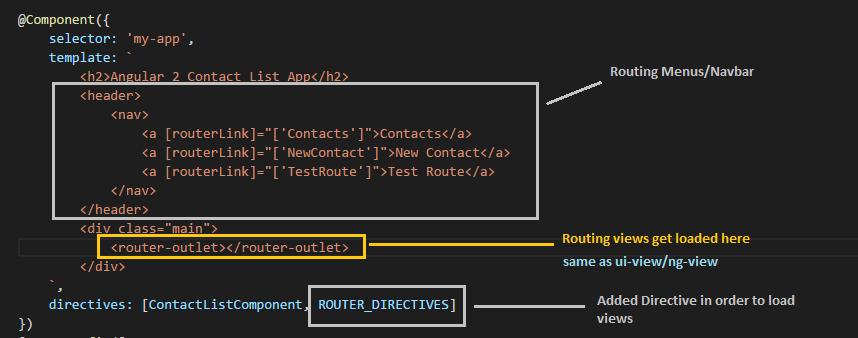 @Component({
selector: 'my-app',
template: `
<h2>Angular 2 Contact List App</h2>
Routing Menus/Navbar
<header>
<nav>
<a [routerLink]="['Contacts']">Contacts</a>
<a [routerLink]="['NewContact']">New Contact</a>
<a [routerLink]="['TestRoute']">Test Route</a>
</nav>
</header>
<div class="main">
<router-outlet></router-outlet>
Routing views get loaded here
same as ui-view/ng-view
</div>
`,
directives: [ContactListComponent, ROUTER_DIRECTIVES]
Added Directive in order to load
views
})